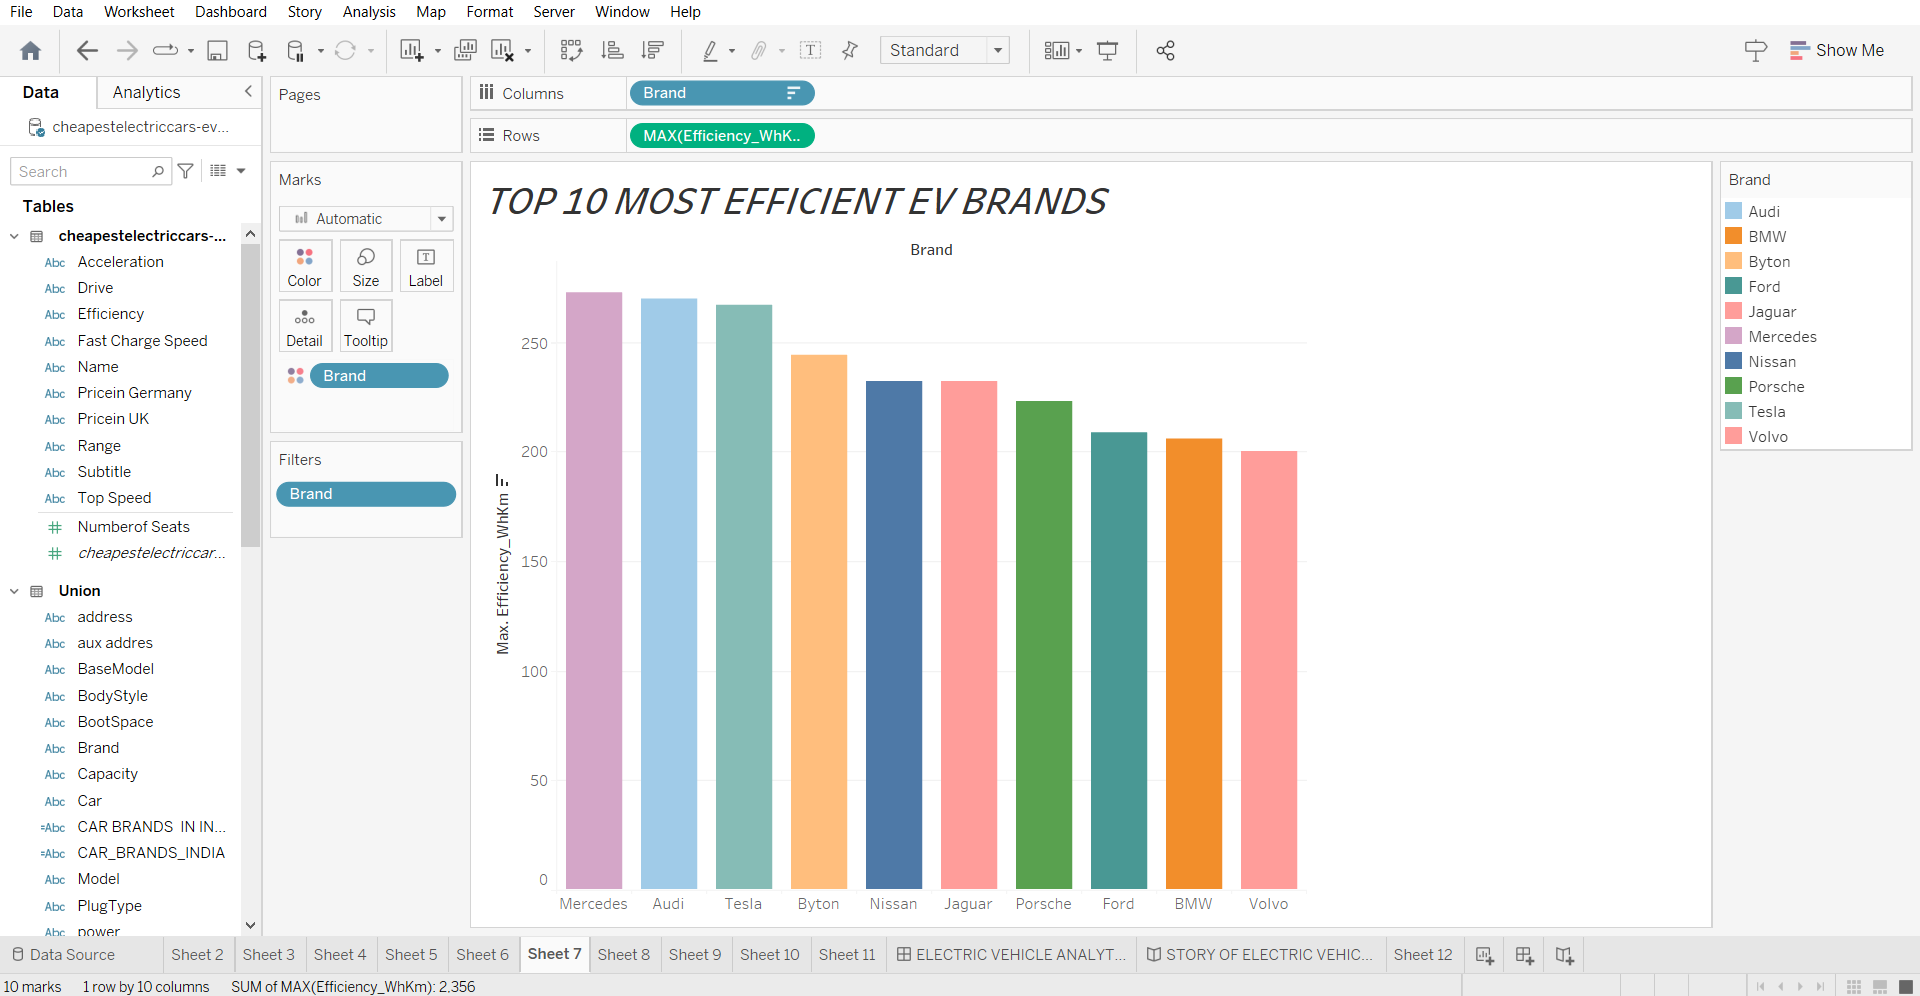 File Data Worksheet Dashboard Story Analysis Map Format Server Window Help
Standard
Show Me
Data Analytics
cheapestelectriccars-ev...
Search
Tables
cheapestelectriccars-...
Abc Acceleration
Abc Drive
Abc Efficiency
Abc Fast Charge Speed
Abc Name
Abc Pricein Germany
Abc Pricein UK
Abc Range
Abc Subtitle
Abc Top Speed
# Numberof Seats
# cheapestelectriccar...
Union
Abc address
Abc aux addres
Abc BaseModel
Abc BodyStyle
Abc BootSpace
Abc Brand
Abc Capacity
Abc Car
=Abc CAR BRANDS IN IN...
=Abc CAR_BRANDS_INDIA
Abc Model
Abc PlugType
Abc power
Pages
Marks
Automatic
Color Size T Label
Detail Tooltip
Brand
Filters
Brand
Columns Brand
Rows MAX(Efficiency_WhK..
TOP 10 MOST EFFICIENT EV BRANDS
Brand
Max. Efficiency_WhKm
250
200
150
100
50
0
Mercedes Audi Tesla Byton Nissan Jaguar Porsche Ford BMW Volvo
Brand
Audi
BMW
Byton
Ford
Jaguar
Mercedes
Nissan
Porsche
Tesla
Volvo
Data Source Sheet 2 Sheet 3 Sheet 4 Sheet 5 Sheet 6 Sheet 7 Sheet 8 Sheet 9 Sheet 10 Sheet 11 ELECTRIC VEHICLE ANALYT... STORY OF ELECTRIC VEHIC... Sheet 12
10 marks 1 row by 10 columns SUM of MAX(Efficiency_WhKm): 2,356